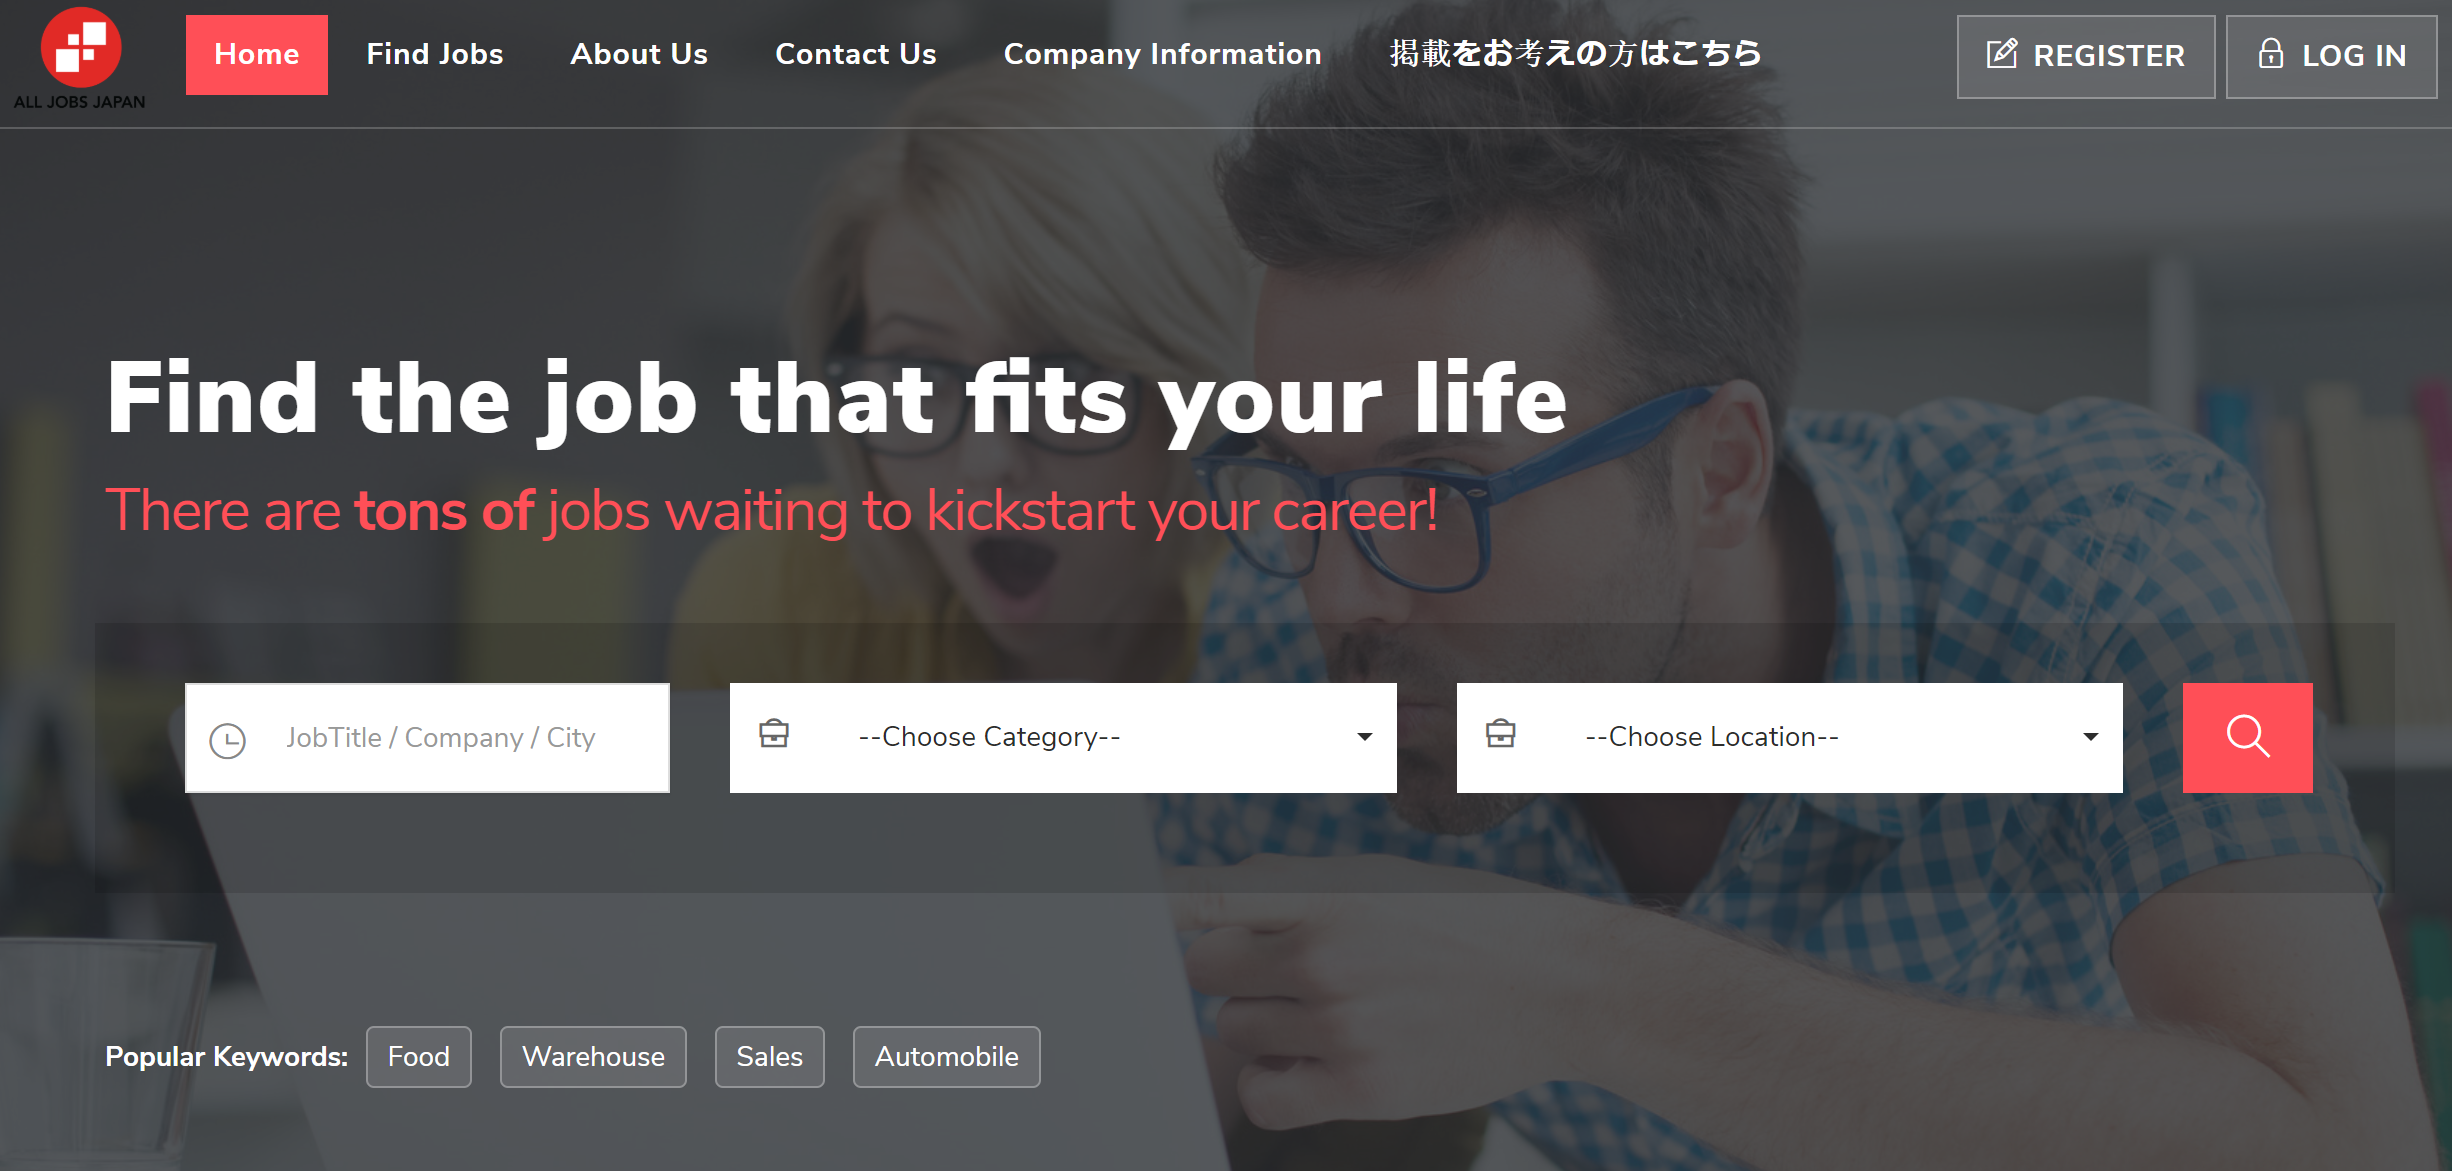 ALL JOBS JAPAN
Home
Find Jobs
About Us
Contact Us
Company Information
掲載をお考えの方はこちら
REGISTER
LOG IN
Find the job that fits your life
There are tons of jobs waiting to kickstart your career!
JobTitle / Company / City
--Choose Category--
--Choose Location--
Popular Keywords:
Food
Warehouse
Sales
Automobile